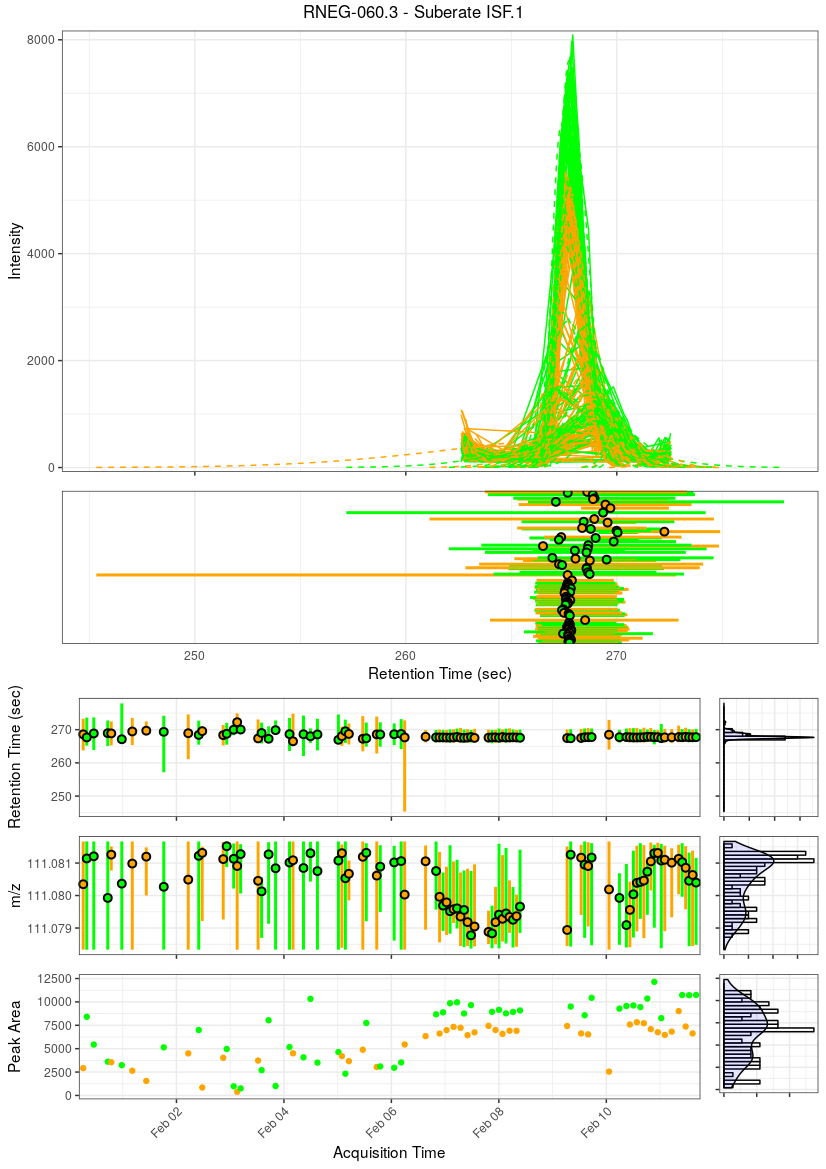 RNEG-060.3 - Suberate ISF.1
8000
6000
4000
2000
0
Intensity
250
260
270
Retention Time (sec)
Retention Time (sec)
270
260
250
m/z
111.081
111.080
111.079
Peak Area
12500
10000
7500
5000
2500
0
Feb 02
Feb 04
Feb 06
Feb 08
Feb 10
Acquisition Time